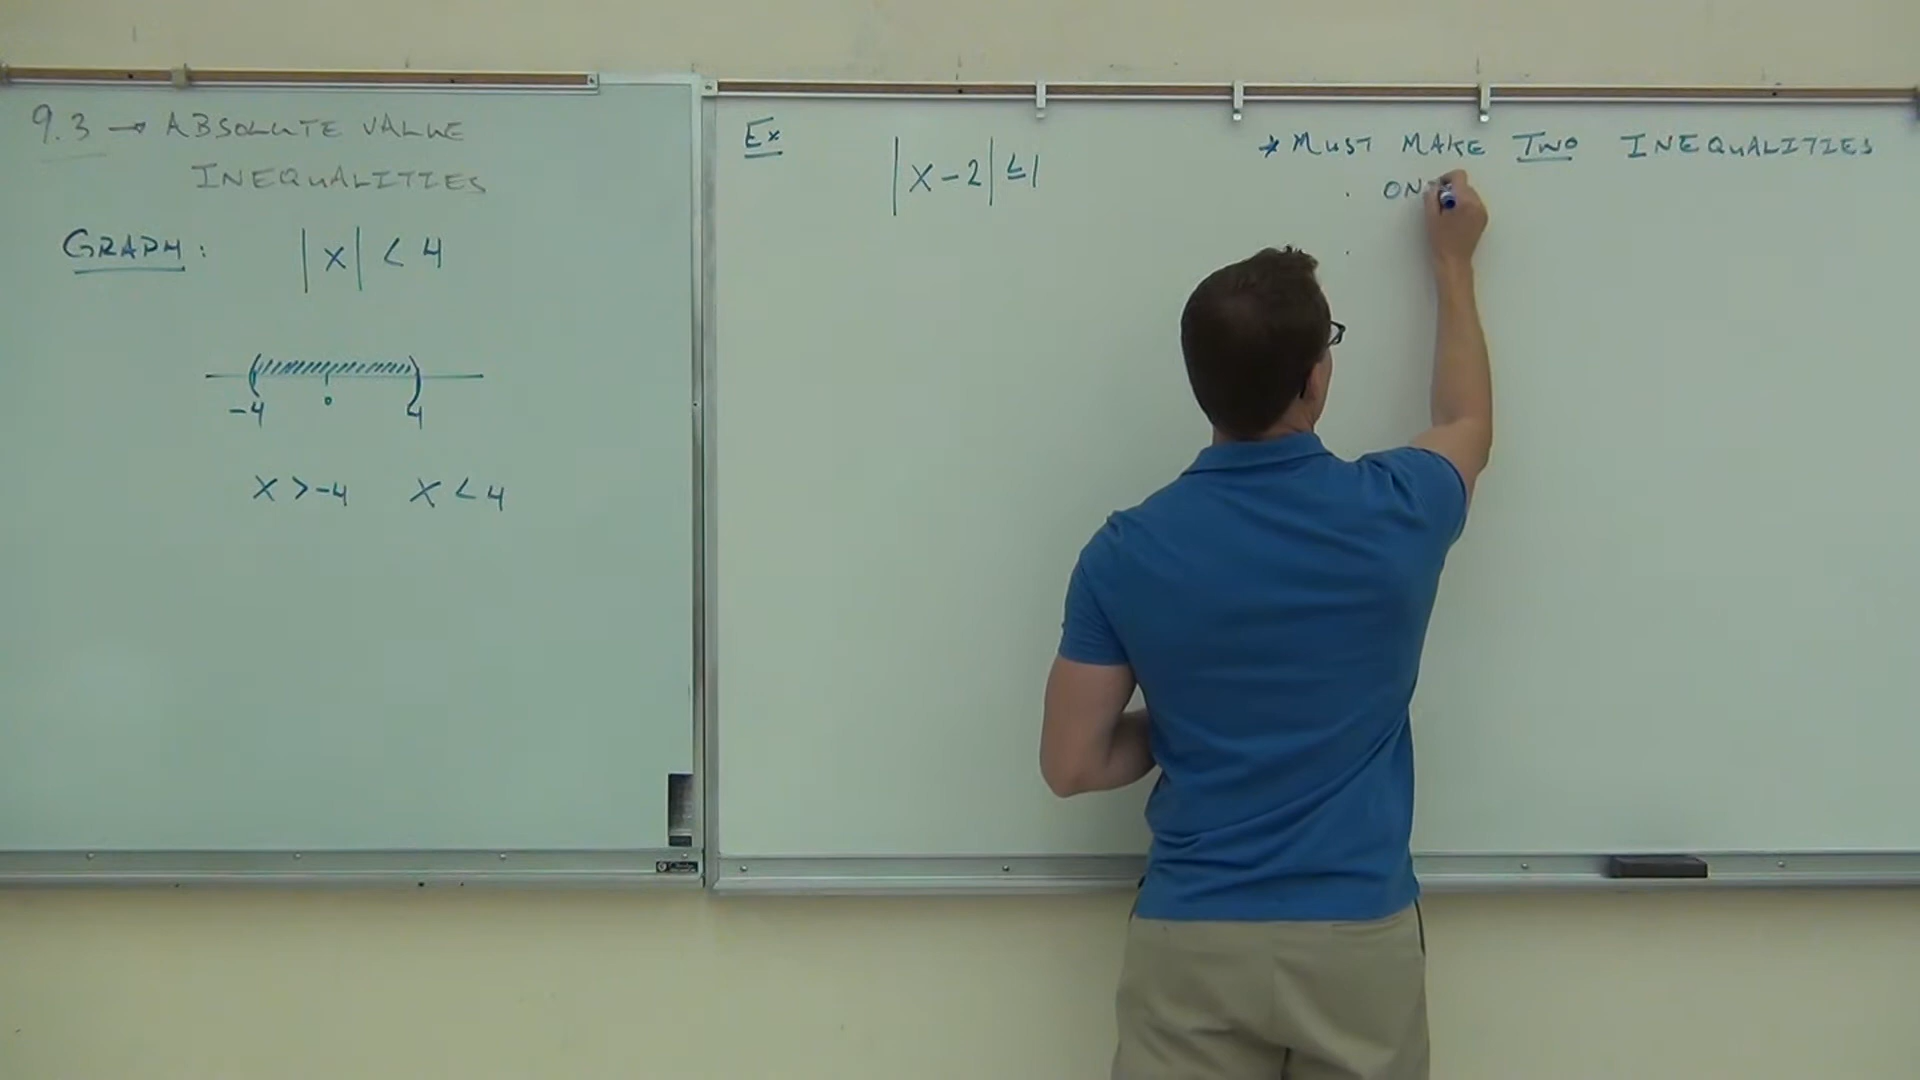 9.3 → ABSOLUTE VALUE
INEQUALITIES
GRAPH: |x| < 4
-4 0 4
x > -4 x < 4
Ex |x-2| ≤ 1
* MUST MAKE TWO INEQUALITIES
· ON
·